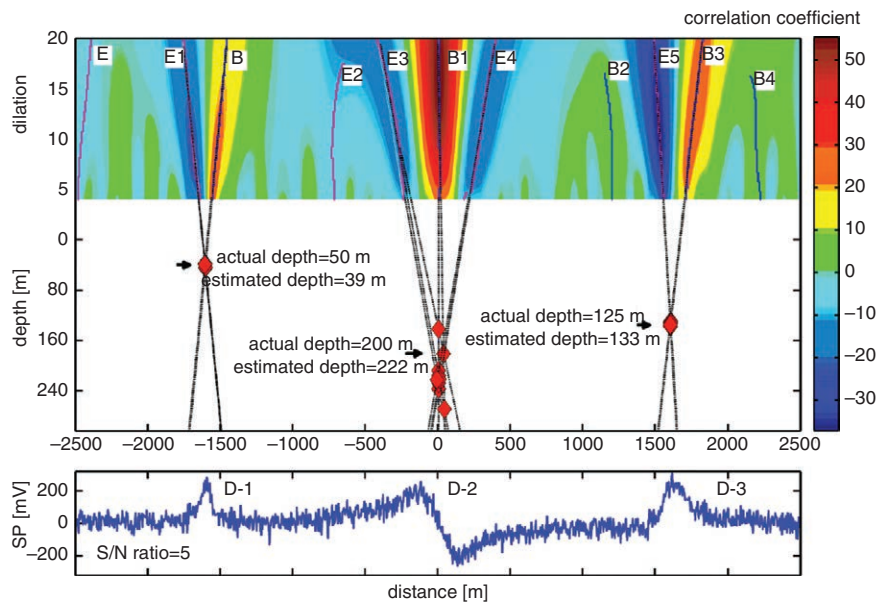 correlation coefficient
20
15
10
5
dilation
E
E1
B
E2
E3
B1
E4
B2
E5
B3
B4
50
40
30
20
10
0
−10
−20
−30
0
80
160
240
depth [m]
actual depth=50 m
estimated depth=39 m
actual depth=200 m
estimated depth=222 m
actual depth=125 m
estimated depth=133 m
−2500 −2000 −1500 −1000 −500 0 500 1000 1500 2000 2500
200
0
−200
SP [mV]
D-1
D-2
D-3
S/N ratio=5
distance [m]